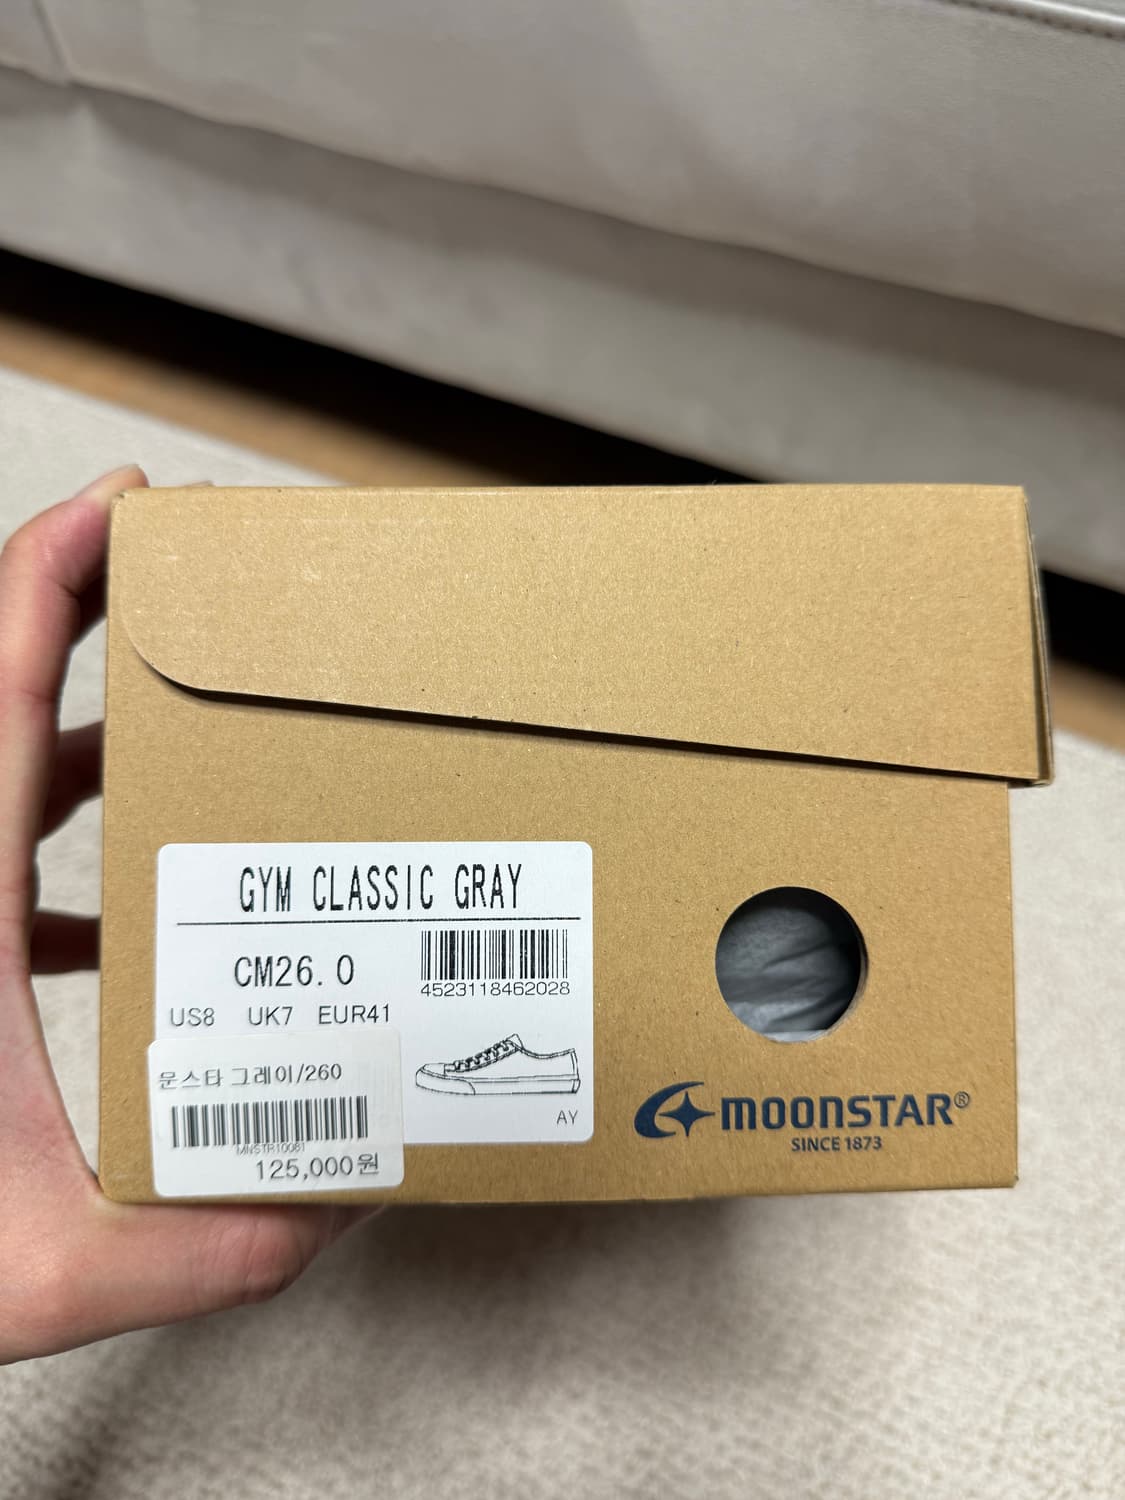 GYM CLASSIC GRAY
CM26.0
4523118462028
US8 UK7 EUR41
AY
문스타 그레이/260
MNSTR10081
125,000원
MOONSTAR®
SINCE 1873